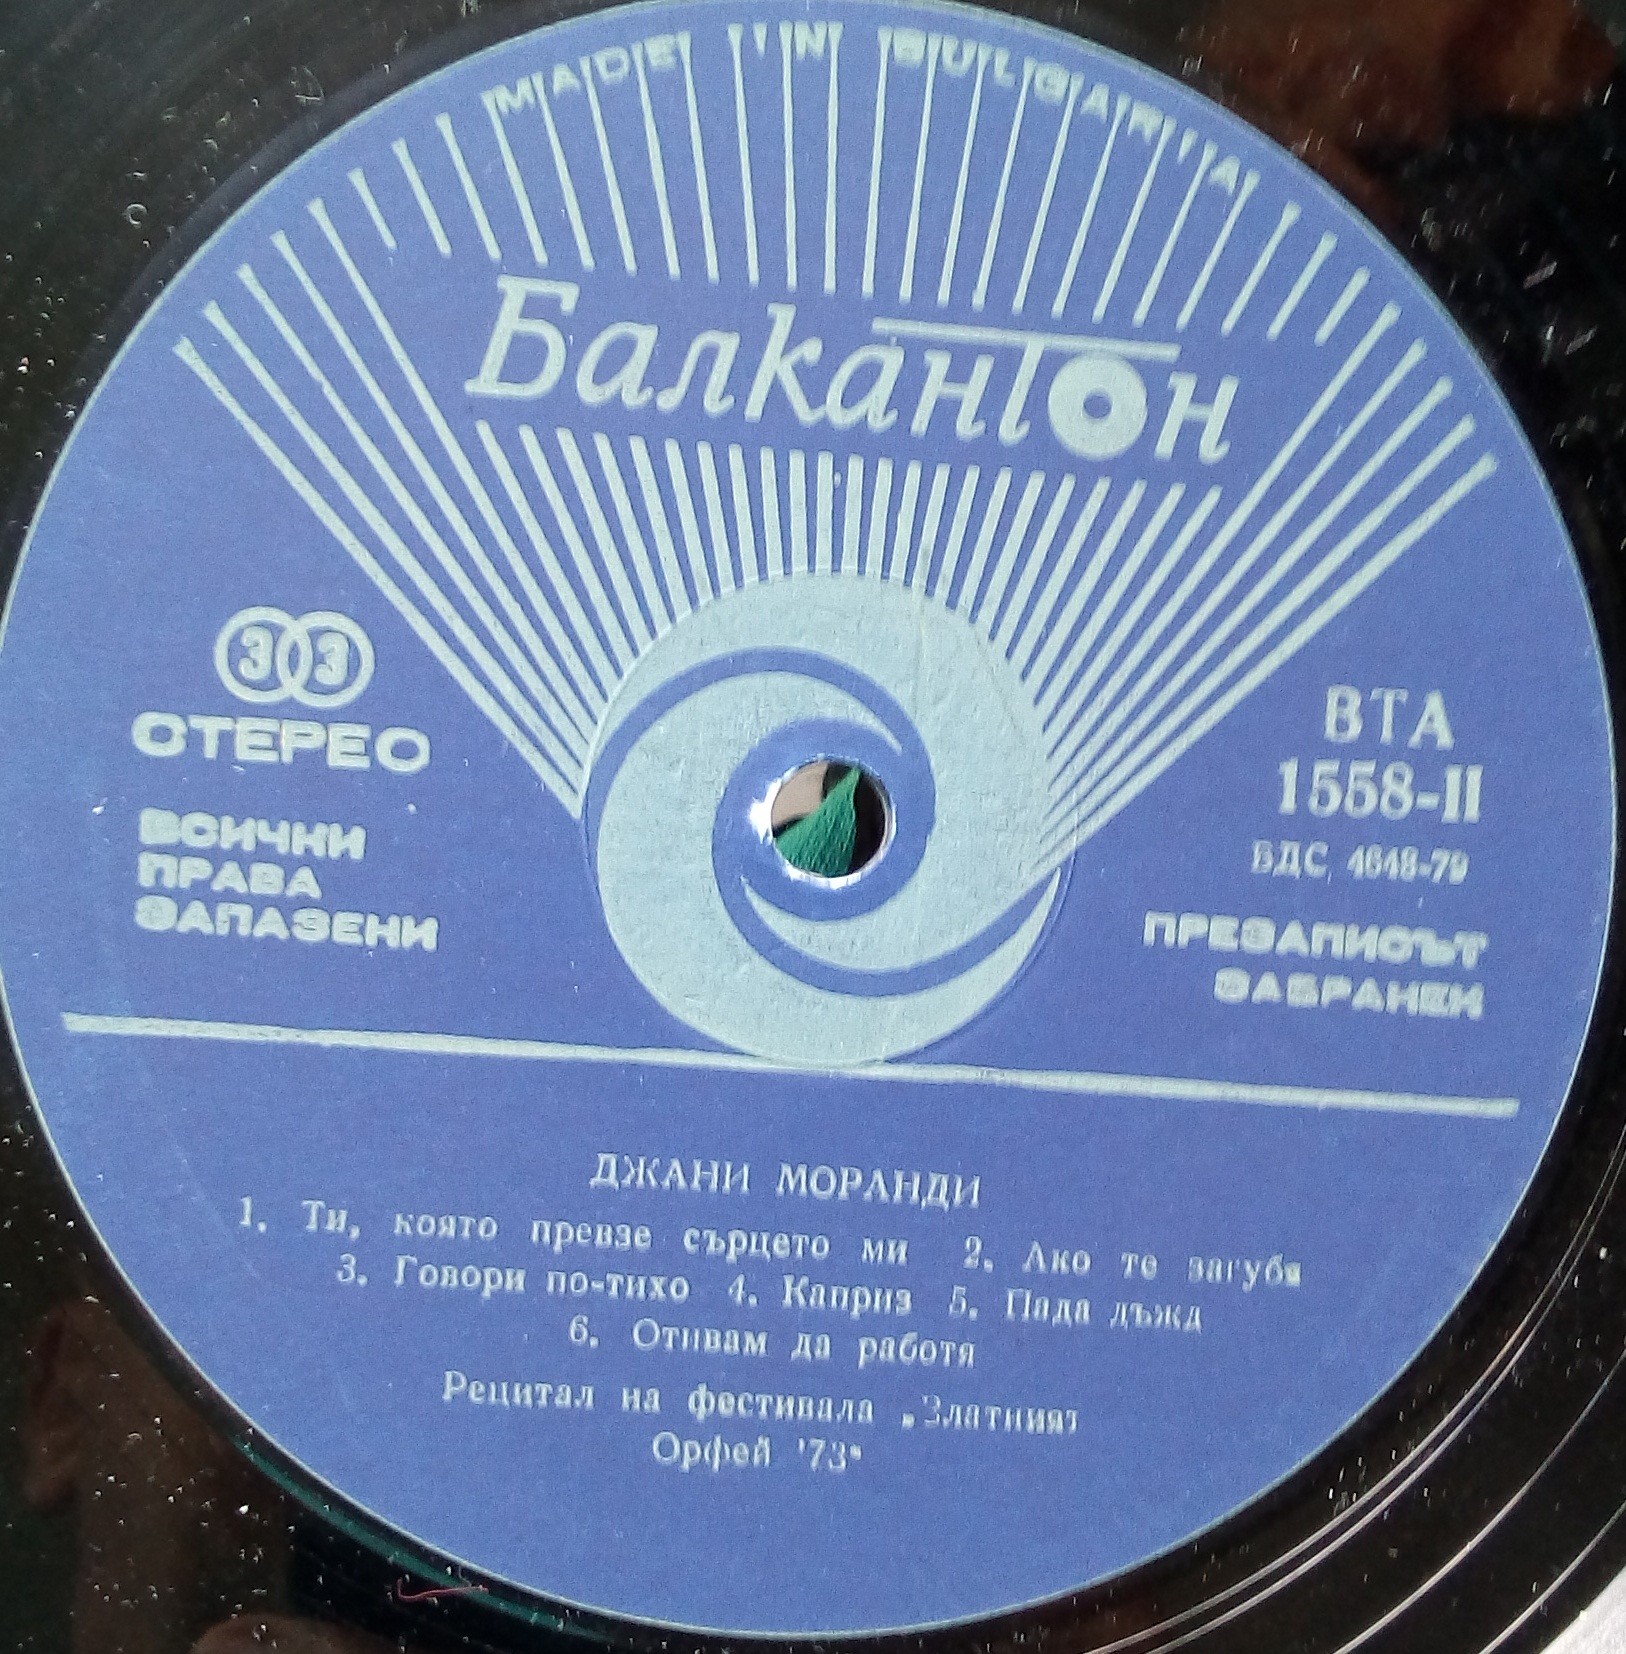 MADE IN BULGARIA
Балкантон
33
СТЕРЕО
ВСИЧКИ
ПРАВА
ЗАПАЗЕНИ
ВТА
1558-II
БДС 4648-79
ПРЕЗАПИСЪТ
ЗАБРАНЕН
ДЖАНИ МОРАНДИ
1. Ти, която превзе сърцето ми 2. Ако те загубя
3. Говори по-тихо 4. Каприз 5. Пада дъжд
6. Отивам да работя
Рецитал на фестивала „Златният
Орфей '73“